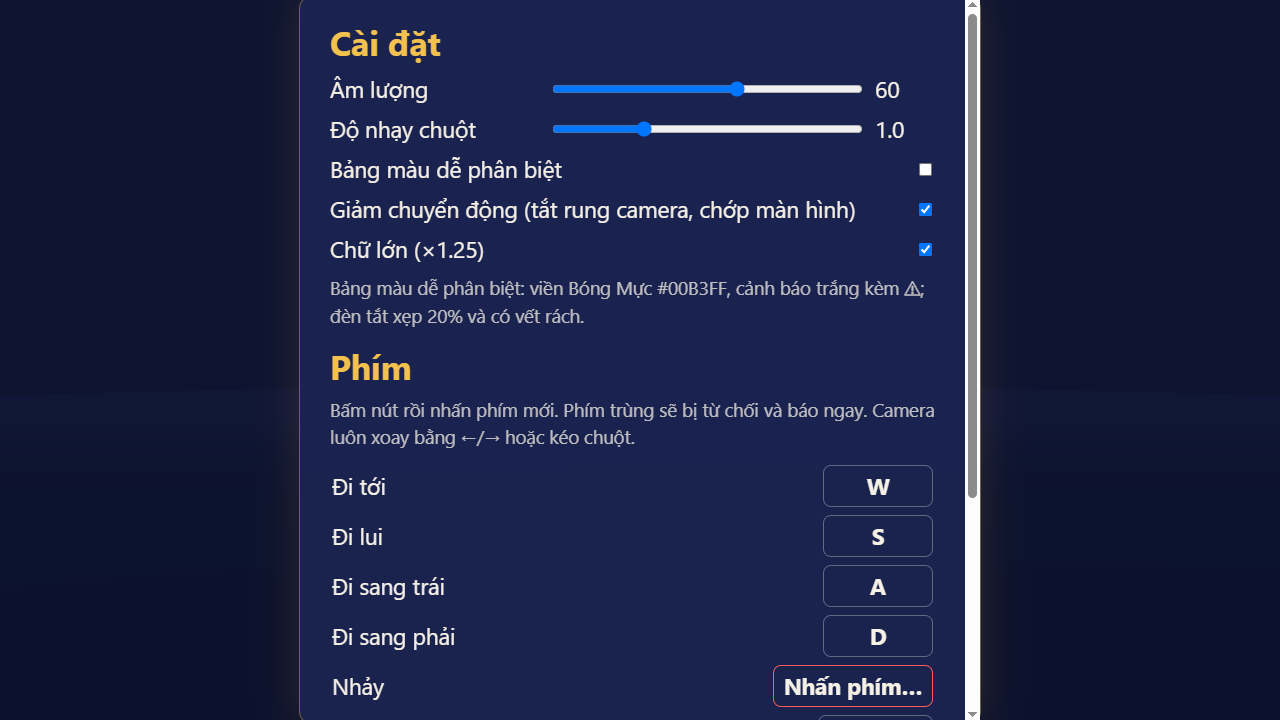 Cài đặt
Âm lượng 60
Độ nhạy chuột 1.0
Bảng màu dễ phân biệt
Giảm chuyển động (tắt rung camera, chớp màn hình)
Chữ lớn (×1.25)
Bảng màu dễ phân biệt: viền Bóng Mực #00B3FF, cảnh báo trắng kèm ⚠;
đèn tắt xẹp 20% và có vết rách.
Phím
Bấm nút rồi nhấn phím mới. Phím trùng sẽ bị từ chối và báo ngay. Camera
luôn xoay bằng ←/→ hoặc kéo chuột.
Đi tới W
Đi lui S
Đi sang trái A
Đi sang phải D
Nhảy Nhấn phím...